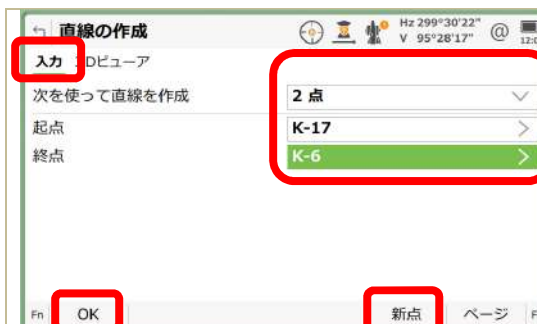 直線の作成
Hz 299°30'22"
V 95°28'17"
@
12:0
入力
Dビューア
次を使って直線を作成
2 点
起点
K-17
終点
K-6
Fn
OK
新点
ページ
F